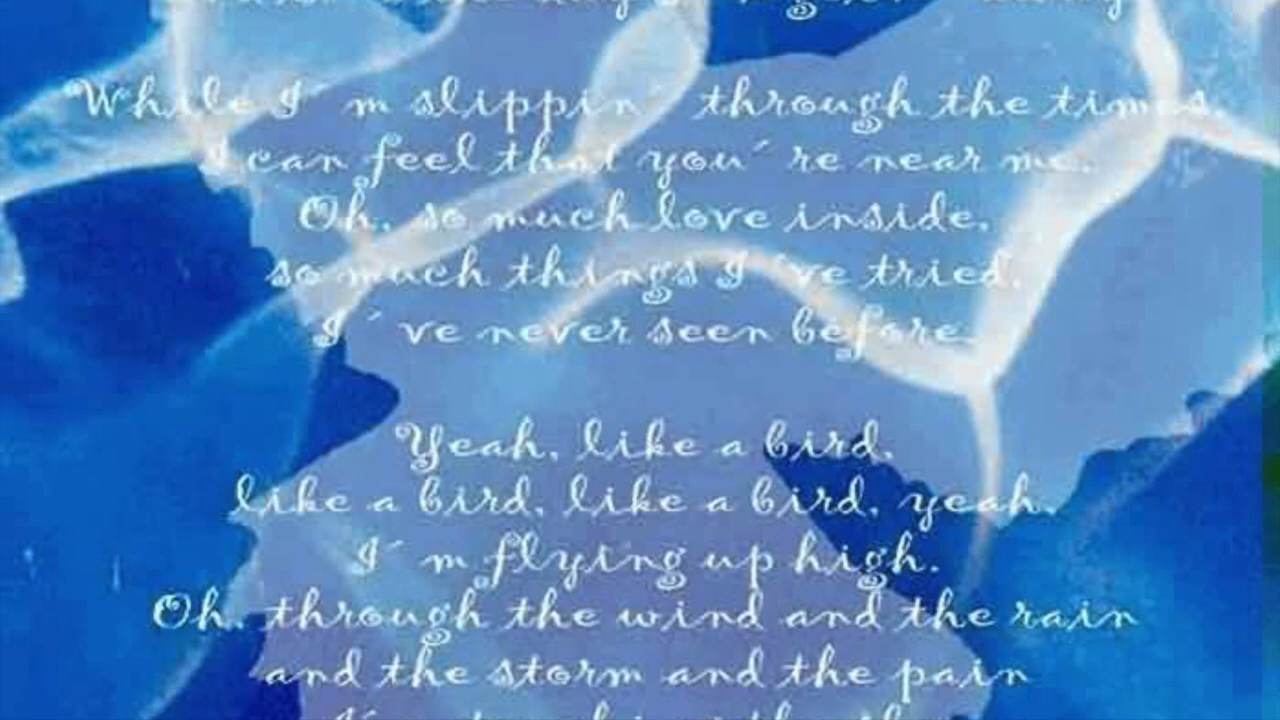 While I´m slippin´ through the times,
I can feel that you´re near me.
Oh, so much love inside,
so much things I´ve tried,
I´ve never seen before.
Yeah, like a bird,
like a bird, like a bird, yeah,
I´m flying up high.
Oh, through the wind and the rain
and the storm and the pain